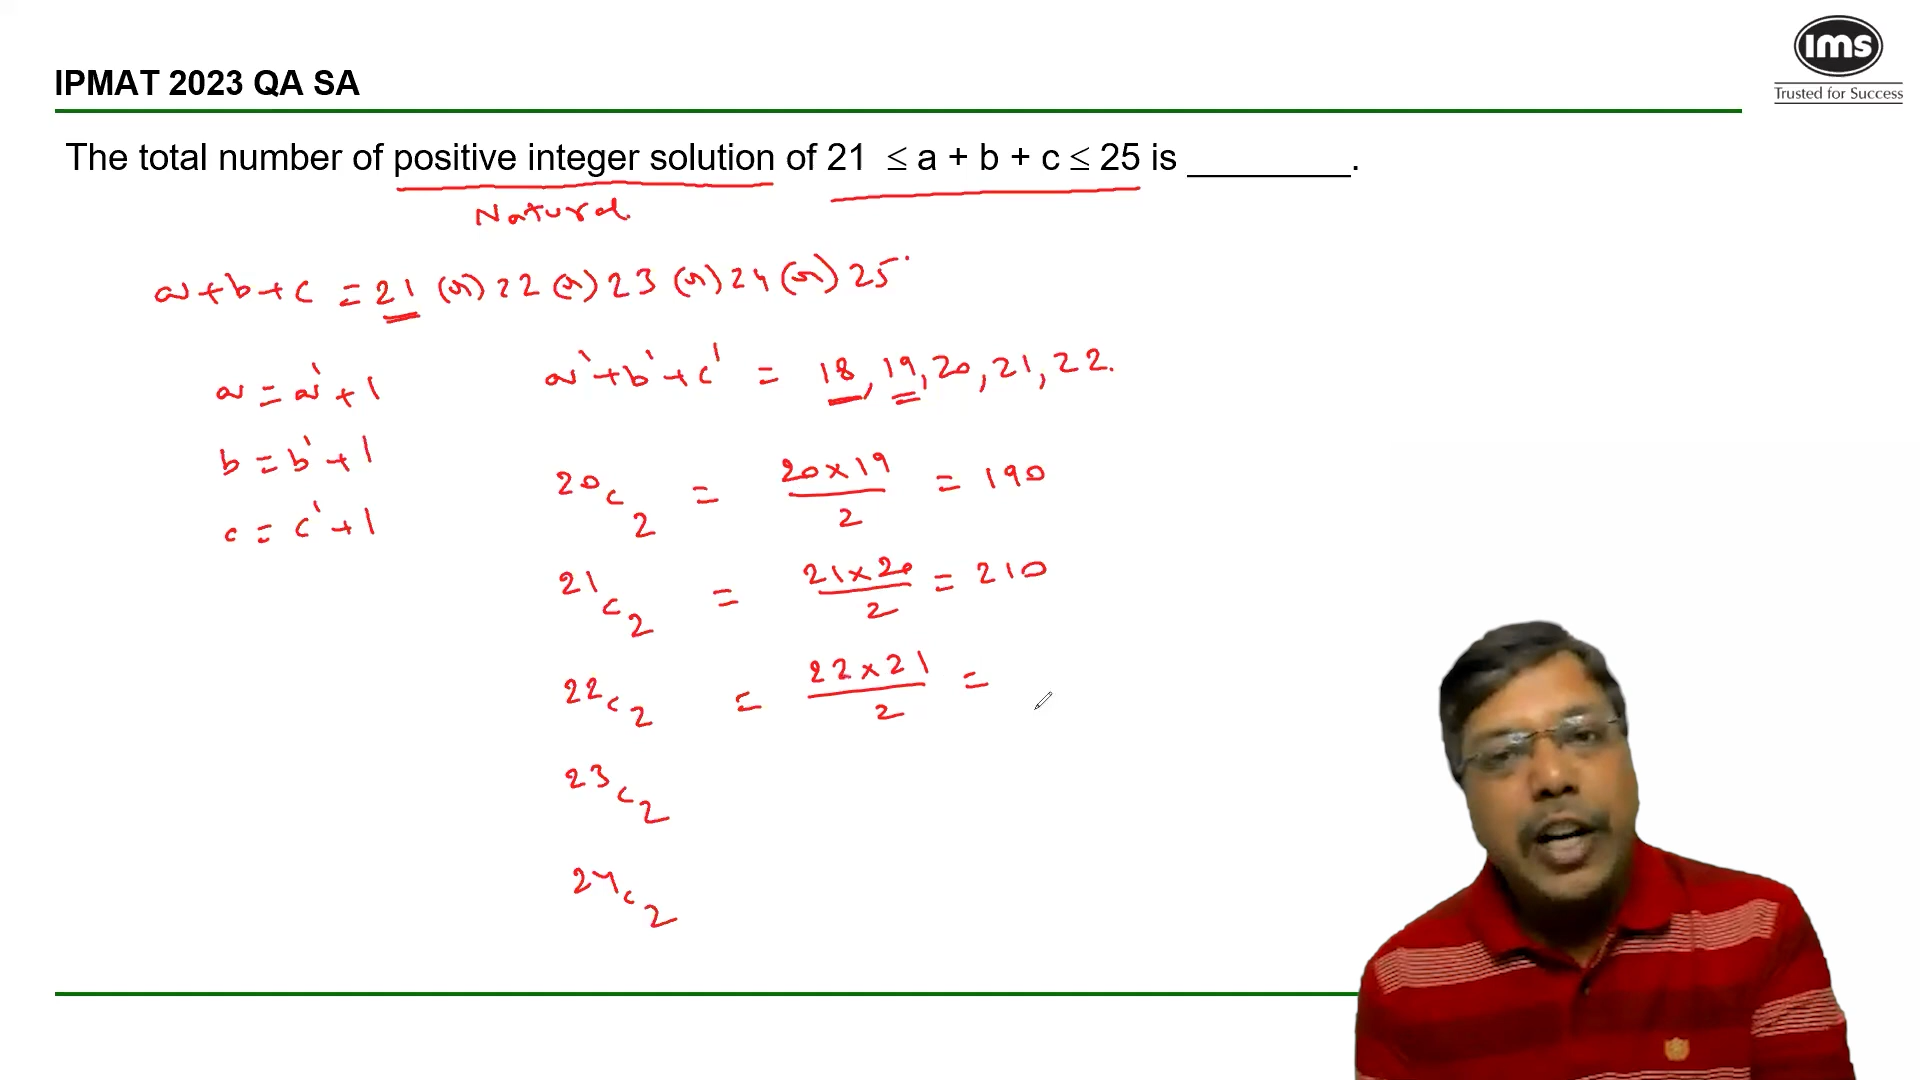 IPMAT 2023 QA SA
ims
Trusted for Success
The total number of positive integer solution of 21 ≤ a + b + c ≤ 25 is ________.
Natural.
a+b+c = 21 (or) 22 (or) 23 (or) 24 (or) 25.
a = a'+1
a'+b'+c' = 18, 19, 20, 21, 22.
b = b'+1
c = c'+1
20c2 = 20×19/2 = 190
21c2 = 21×20/2 = 210
22c2 = 22×21/2 =
23c2
24c2